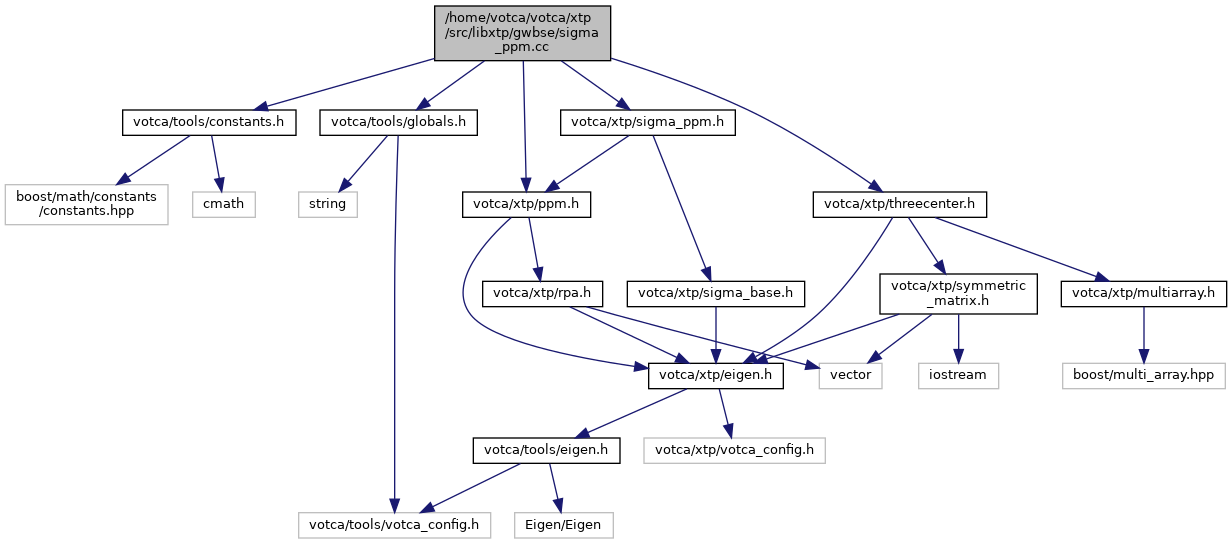 /home/votca/votca/xtp
/src/libxtp/gwbse/sigma
_ppm.cc
votca/tools/constants.h
votca/tools/globals.h
votca/xtp/sigma_ppm.h
boost/math/constants
/constants.hpp
cmath
string
votca/xtp/ppm.h
votca/xtp/threecenter.h
votca/xtp/rpa.h
votca/xtp/sigma_base.h
votca/xtp/symmetric
_matrix.h
votca/xtp/multiarray.h
votca/xtp/eigen.h
vector
iostream
boost/multi_array.hpp
votca/tools/eigen.h
votca/xtp/votca_config.h
votca/tools/votca_config.h
Eigen/Eigen